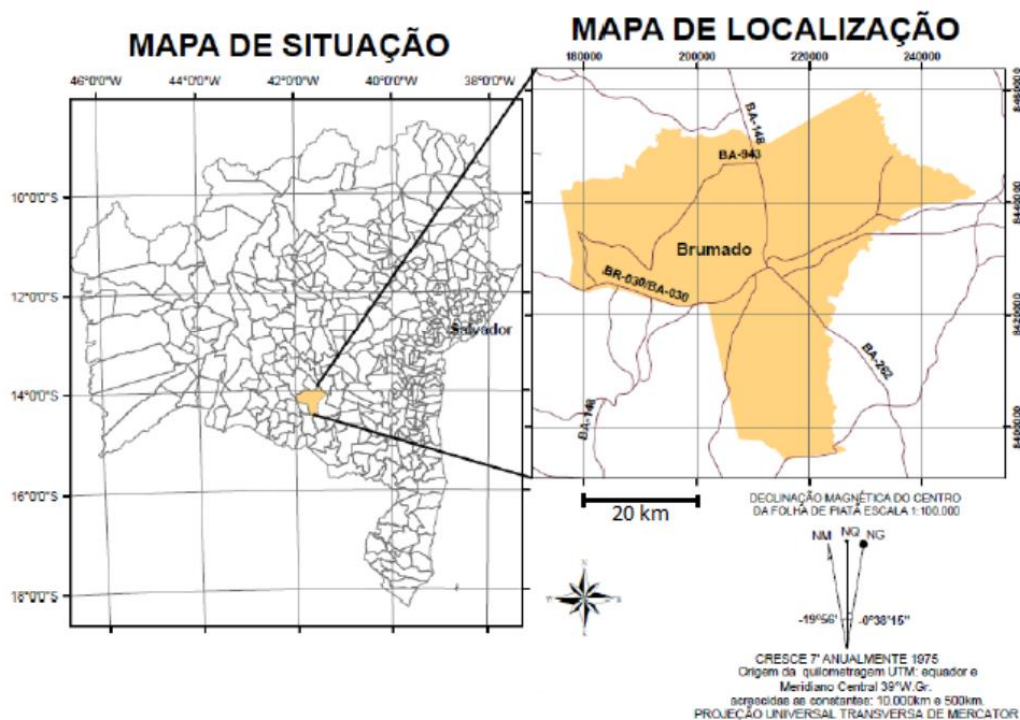 MAPA DE SITUAÇÃO
46°0'0"W
44°0'0"W
42°0'0"W
40°0'0"W
38°0'0"W
10°0'0"S
12°0'0"S
14°0'0"S
16°0'0"S
18°0'0"S
Salvador
MAPA DE LOCALIZAÇÃO
180000
200000
220000
240000
8460000
8440000
8420000
8400000
BA-148
BA-943
Brumado
BR-030/BA-030
BA-262
BA-148
20 km
DECLINAÇÃO MAGNÉTICA DO CENTRO
DA FOLHA DE PIATÃ ESCALA 1:100.000
NM
NQ
NG
-19°56'
-0°38'15"
CRESCE 7' ANUALMENTE 1975
Origem da quilometragem UTM: equador e
Meridiano Central 39°W.Gr.
acrescidas as constantes: 10.000km e 500km.
PROJEÇÃO UNIVERSAL TRANSVERSA DE MERCATOR